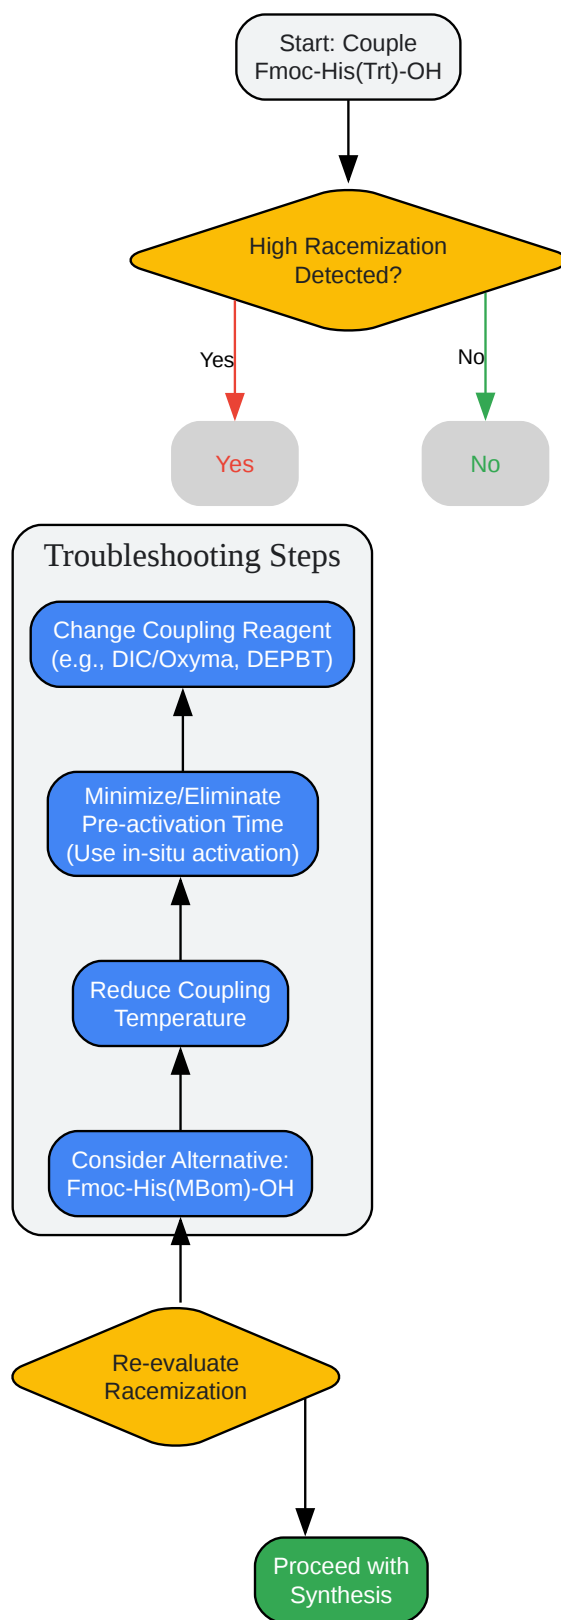 Start: Couple
Fmoc-His(Trt)-OH
High Racemization
Detected?
Yes
No
Yes
No
Troubleshooting Steps
Change Coupling Reagent
(e.g., DIC/Oxyma, DEPBT)
Minimize/Eliminate
Pre-activation Time
(Use in-situ activation)
Reduce Coupling
Temperature
Consider Alternative:
Fmoc-His(MBom)-OH
Re-evaluate
Racemization
Proceed with
Synthesis